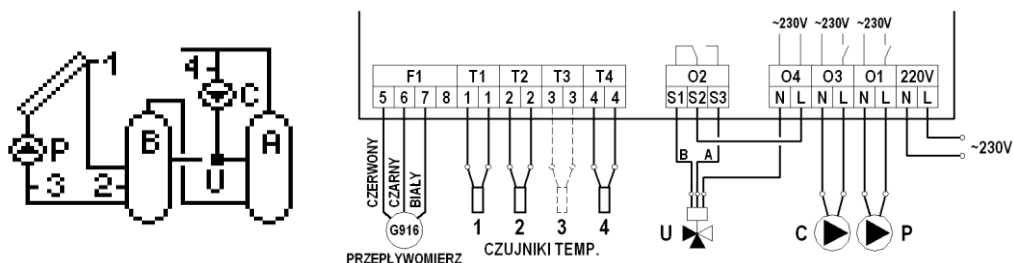 1
4
C
P
B
A
U
3
2
~230V ~230V ~230V
F1 T1 T2 T3 T4 O2 O4 O3 O1 220V
5 6 7 8 1 1 2 2 3 3 4 4 S1 S2 S3 N L N L N L N L
CZERWONY
CZARNY
BIAŁY
B A
~230V
G916
1 2 3 4
U
C
P
PRZEPŁYWOMIERZ
CZUJNIKI TEMP.